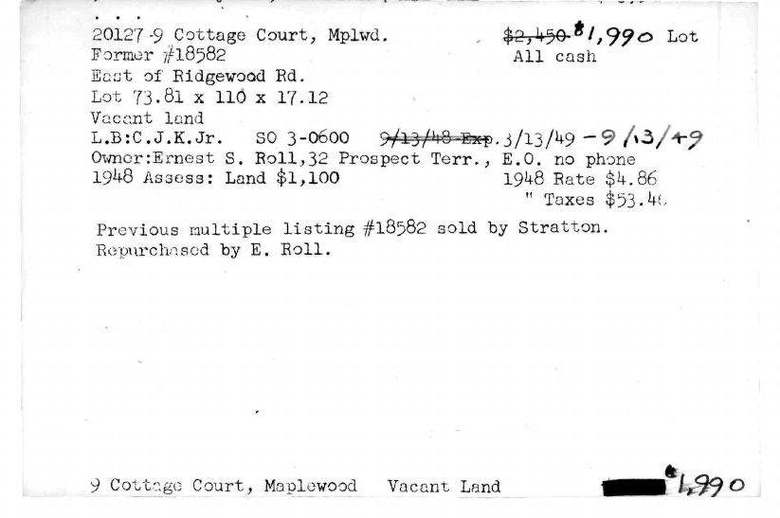 20127-9 Cottage Court, Mplwd. $2,450 $1,990 Lot
Former #18582 All cash
East of Ridgewood Rd.
Lot 73.81 x 110 x 17.12
Vacant land
L.B:C.J.K.Jr. SO 3-0600 9/13/48 Exp.3/13/49 - 9/13/49
Owner:Ernest S. Roll,32 Prospect Terr., E.O. no phone
1948 Assess: Land $1,100 1948 Rate $4.86
" Taxes $53.46
Previous multiple listing #18582 sold by Stratton.
Repurchased by E. Roll.
9 Cottage Court, Maplewood Vacant Land $1,990